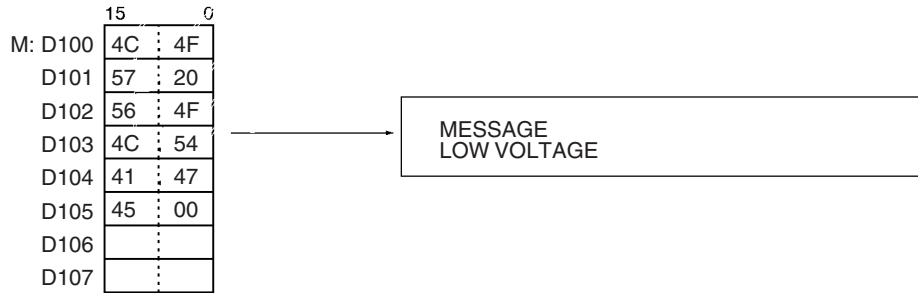 15 0
M: D100 4C 4F
D101 57 20
D102 56 4F
D103 4C 54
D104 41 47
D105 45 00
D106
D107
MESSAGE
LOW VOLTAGE